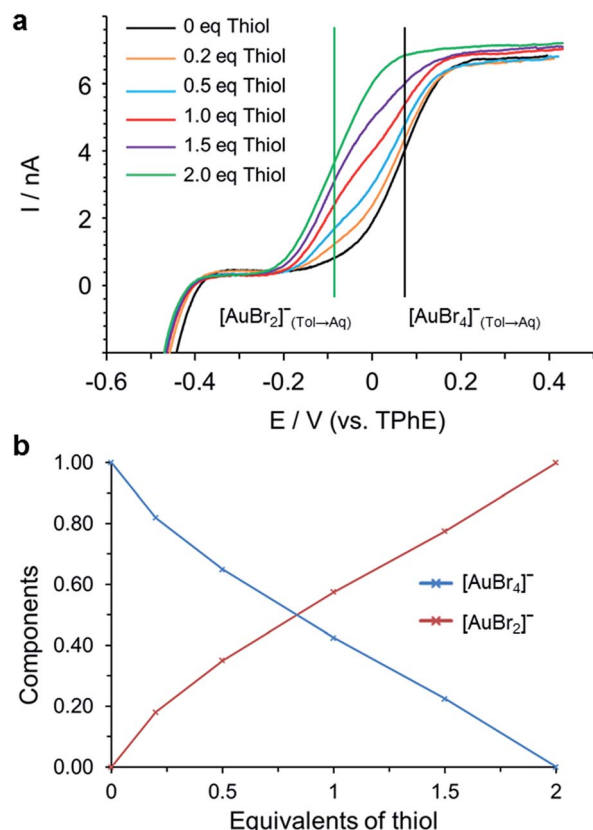 a
0 eq Thiol
0.2 eq Thiol
0.5 eq Thiol
1.0 eq Thiol
1.5 eq Thiol
2.0 eq Thiol
6
4
2
0
I / nA
[AuBr₂]⁻(Tol→Aq) [AuBr₄]⁻(Tol→Aq)
-0.6 -0.4 -0.2 0 0.2 0.4
E / V (vs. TPhE)
b
1.00
0.80
0.60
0.40
0.20
0.00
Components
[AuBr₄]⁻
[AuBr₂]⁻
0 0.5 1 1.5 2
Equivalents of thiol